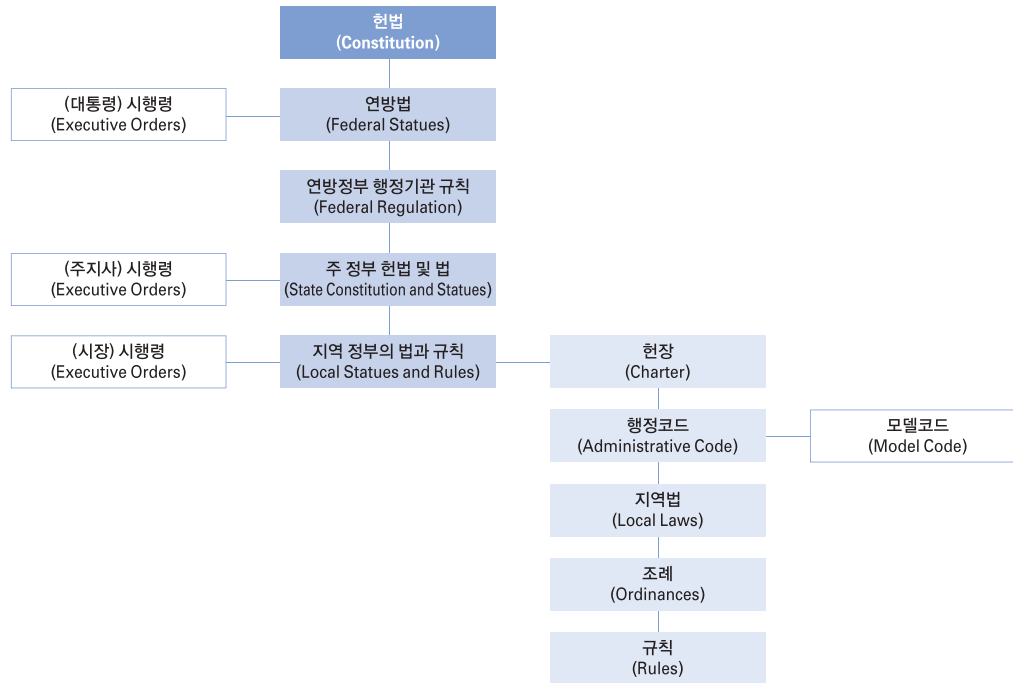 헌법
(Constitution)
(대통령) 시행령
(Executive Orders)
연방법
(Federal Statues)
연방정부 행정기관 규칙
(Federal Regulation)
(주지사) 시행령
(Executive Orders)
주 정부 헌법 및 법
(State Constitution and Statues)
(시장) 시행령
(Executive Orders)
지역 정부의 법과 규칙
(Local Statues and Rules)
헌장
(Charter)
행정코드
(Administrative Code)
모델코드
(Model Code)
지역법
(Local Laws)
조례
(Ordinances)
규칙
(Rules)